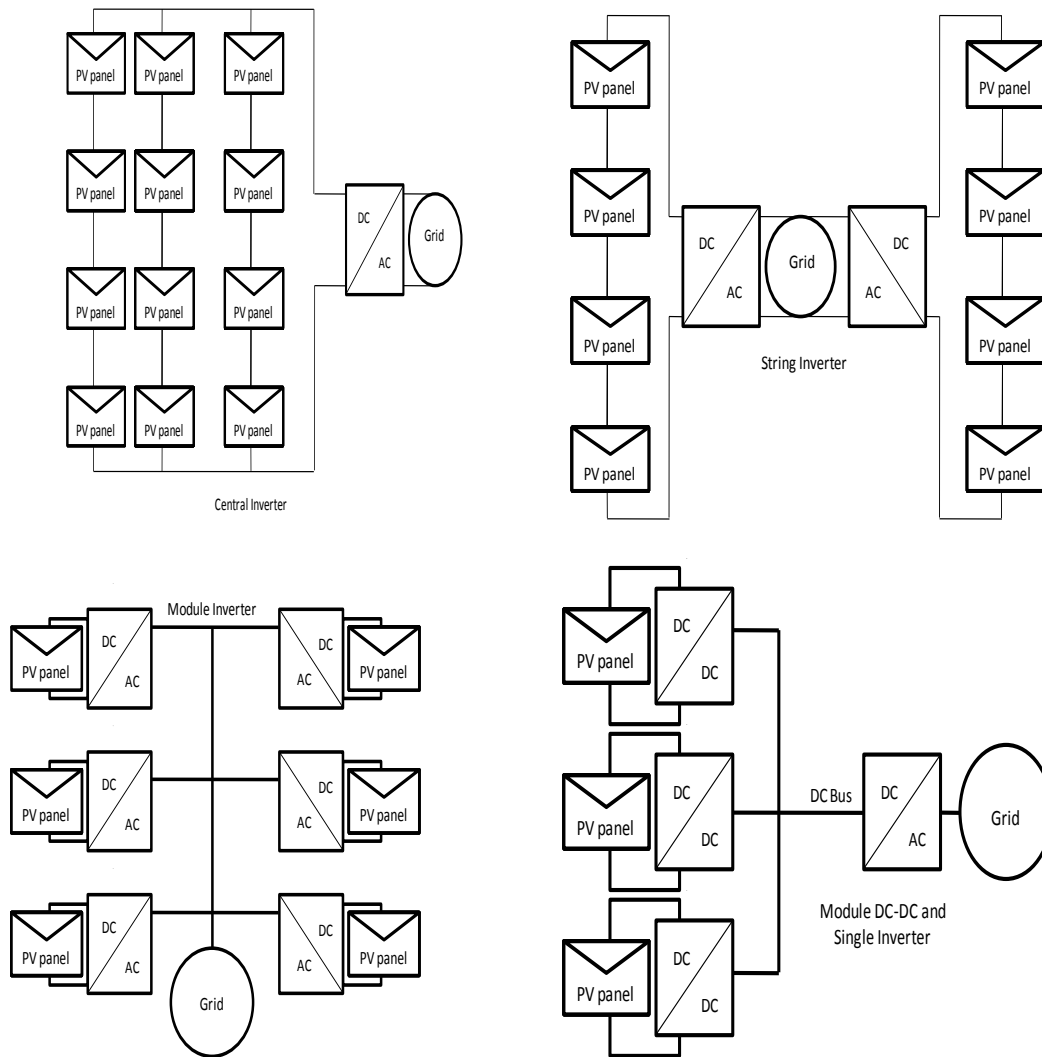 PV panel PV panel PV panel
PV panel PV panel PV panel
DC
AC
Grid
PV panel PV panel PV panel
PV panel PV panel PV panel
Central Inverter
PV panel PV panel
PV panel PV panel
DC
AC
Grid
DC
AC
String Inverter
PV panel PV panel
PV panel PV panel
Module Inverter
PV panel
DC
AC
DC
AC
PV panel
PV panel
DC
AC
DC
AC
PV panel
PV panel
DC
AC
DC
AC
PV panel
Grid
PV panel
DC
DC
PV panel
DC
DC
DC Bus
DC
AC
Grid
PV panel
DC
DC
Module DC-DC and
Single Inverter